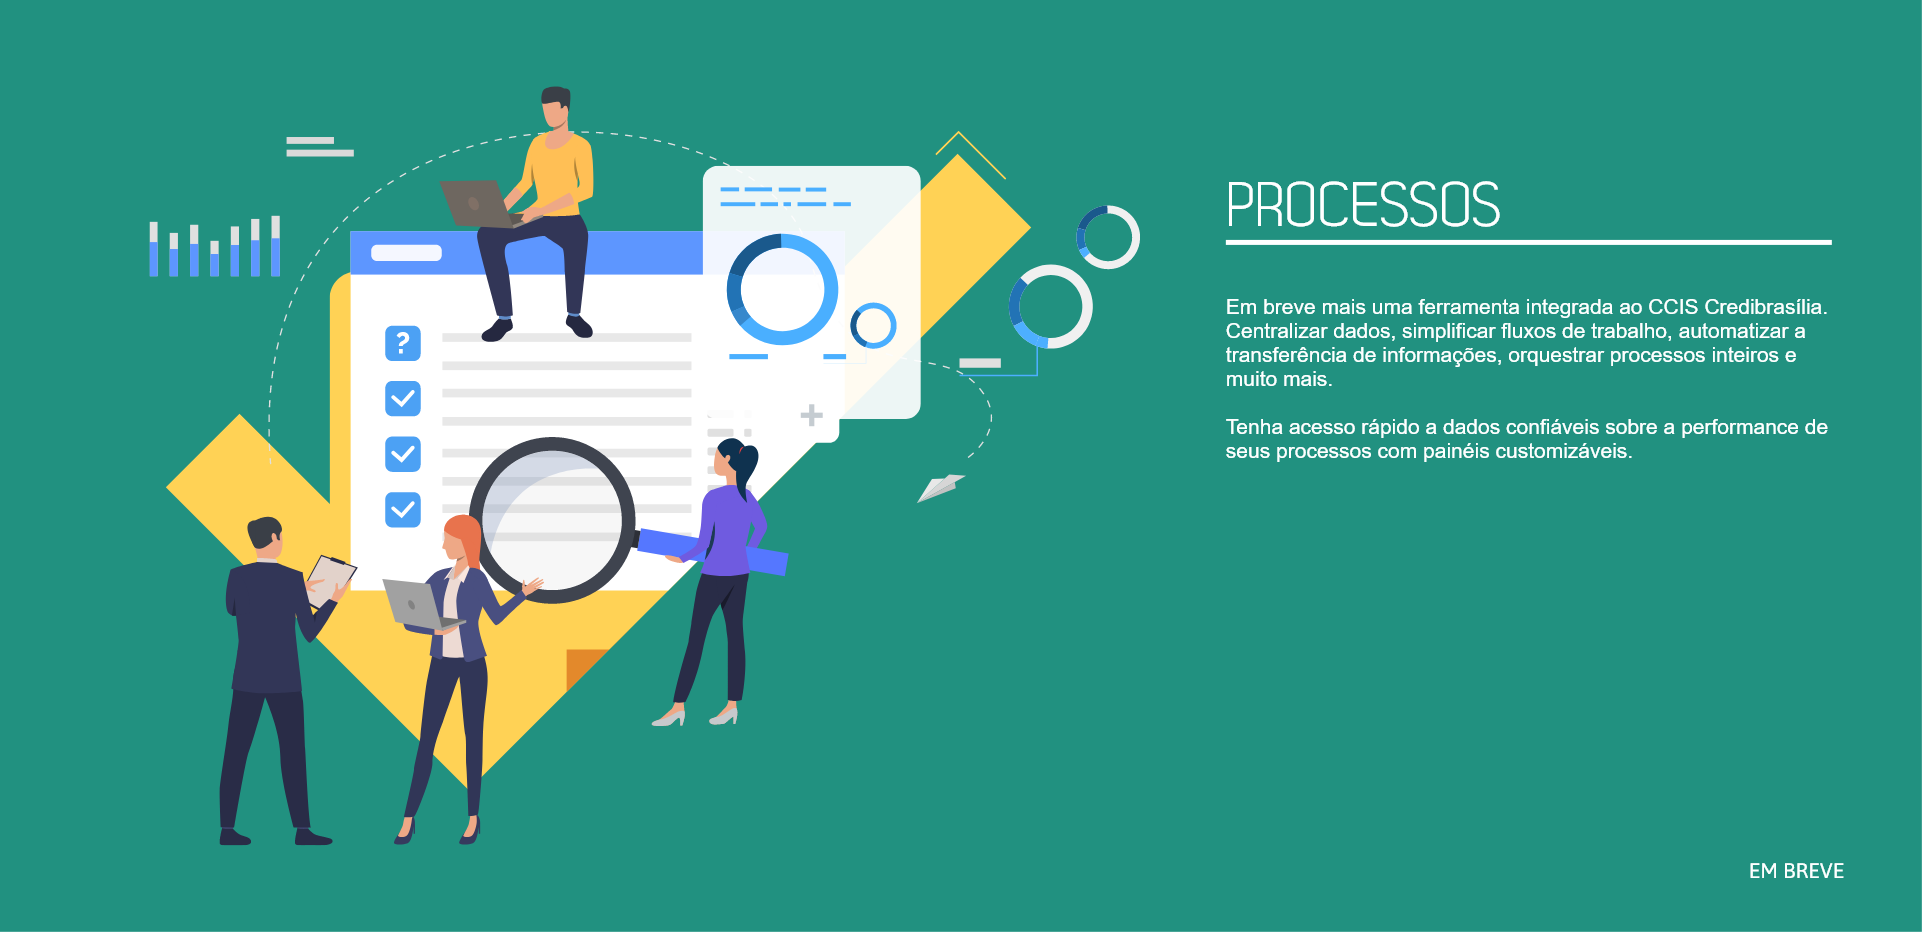 PROCESSOS
Em breve mais uma ferramenta integrada ao CCIS Credibrasília.
Centralizar dados, simplificar fluxos de trabalho, automatizar a
transferência de informações, orquestrar processos inteiros e
muito mais.
Tenha acesso rápido a dados confiáveis sobre a performance de
seus processos com painéis customizáveis.
?
EM BREVE